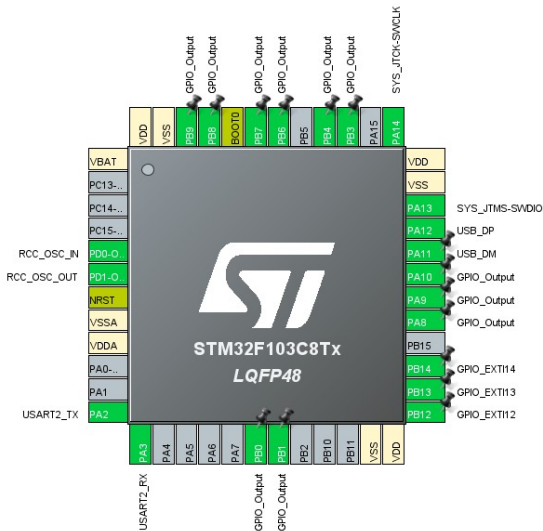 GPIO_Output
GPIO_Output
GPIO_Output
GPIO_Output
GPIO_Output
GPIO_Output
SYS_JTCK-SWCLK
VDD
VSS
PB9
PB8
BOOT0
PB7
PB6
PB5
PB4
PB3
PA15
PA14
VBAT
VDD
PC13-..
VSS
PC14-..
PA13 SYS_JTMS-SWDIO
PC15-..
PA12 USB_DP
RCC_OSC_IN PD0-O..
PA11 USB_DM
RCC_OSC_OUT PD1-O..
PA10 GPIO_Output
NRST
PA9 GPIO_Output
VSSA
PA8 GPIO_Output
VDDA
PB15
ST
STM32F103C8Tx
LQFP48
PA0-..
PB14 GPIO_EXTI14
PA1
PB13 GPIO_EXTI13
USART2_TX PA2
PB12 GPIO_EXTI12
PA3
PA4
PA5
PA6
PA7
PB0
PB1
PB2
PB10
PB11
VSS
VDD
USART2_RX
GPIO_Output
GPIO_Output